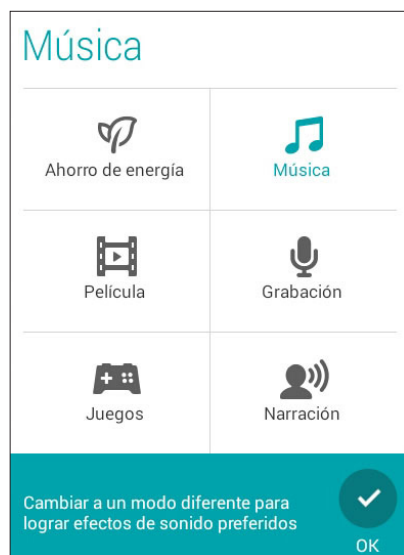 Música
Ahorro de energía
Música
Película
Grabación
Juegos
Narración
Cambiar a un modo diferente para
lograr efectos de sonido preferidos
OK